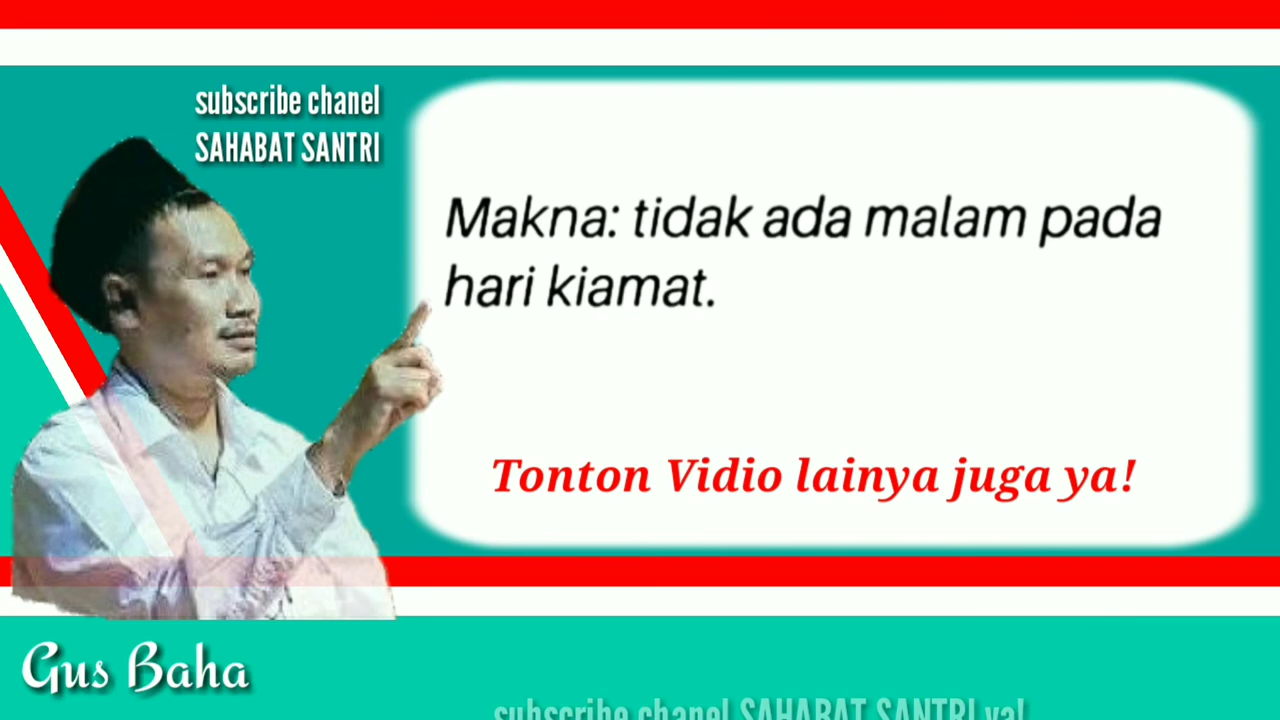 subscribe chanel
SAHABAT SANTRI
Makna: tidak ada malam pada
hari kiamat.
Tonton Vidio lainya juga ya!
Gus Baha
subscribe chanel SAHABAT SANTRI ya!